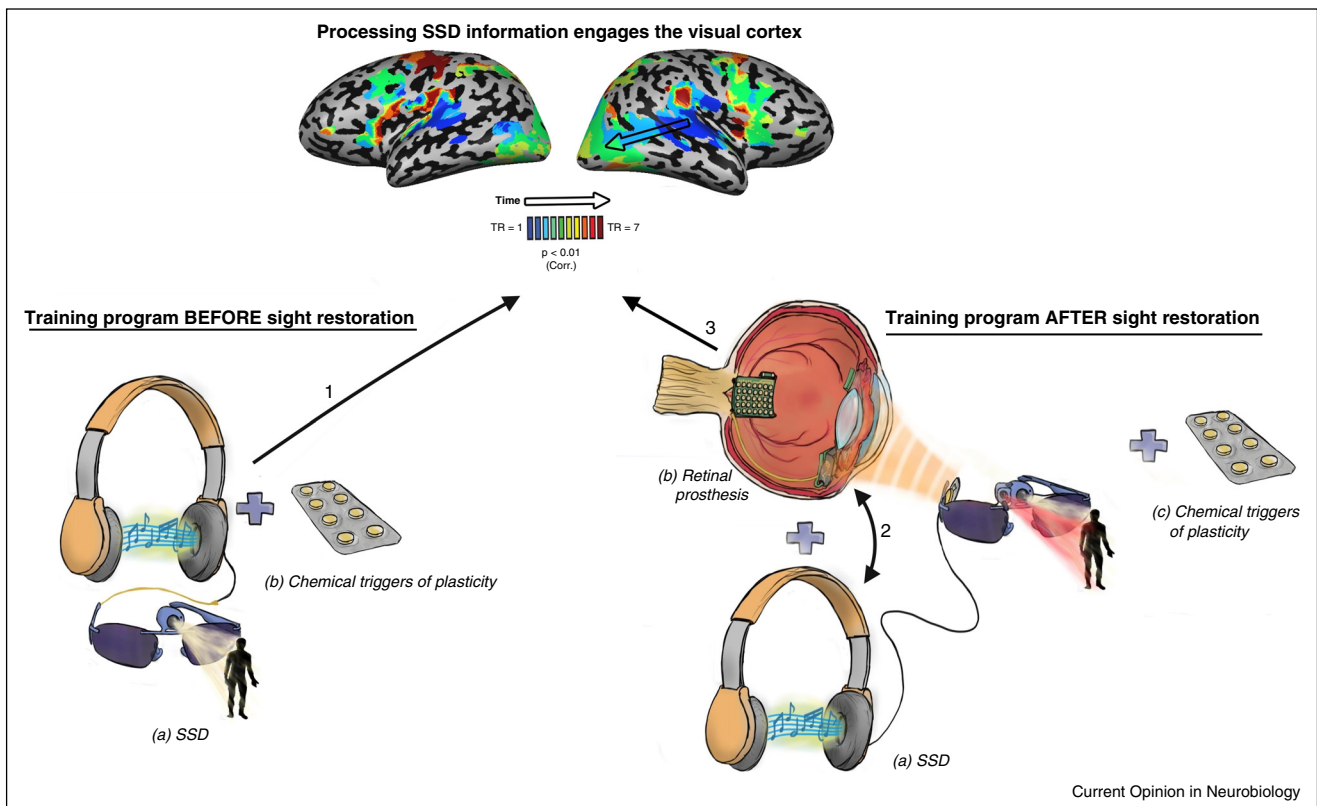 Processing SSD information engages the visual cortex
Time
TR = 1
TR = 7
p < 0.01
(Corr.)
Training program BEFORE sight restoration
1
(b) Chemical triggers of plasticity
(a) SSD
Training program AFTER sight restoration
3
(b) Retinal
prosthesis
2
(c) Chemical triggers
of plasticity
(a) SSD
Current Opinion in Neurobiology